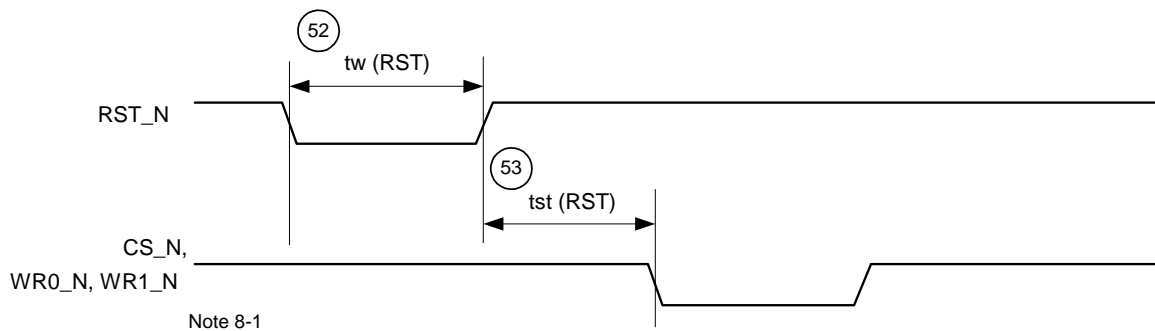 52
tw (RST)
RST_N
53
tst (RST)
CS_N,
WR0_N, WR1_N
Note 8-1